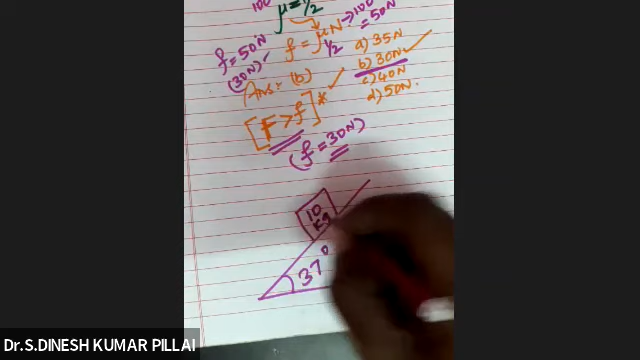 100
μ=1/2
f = μN → 100
1/2 = 50N
f = 50N
(30N)
a) 35N
b) 30N ✓
c) 40N
d) 50N.
Ans: (b) ✓
[F > f]*
(f = 30N)
10
Kg
37°
Dr.S.DINESH KUMAR PILLAI